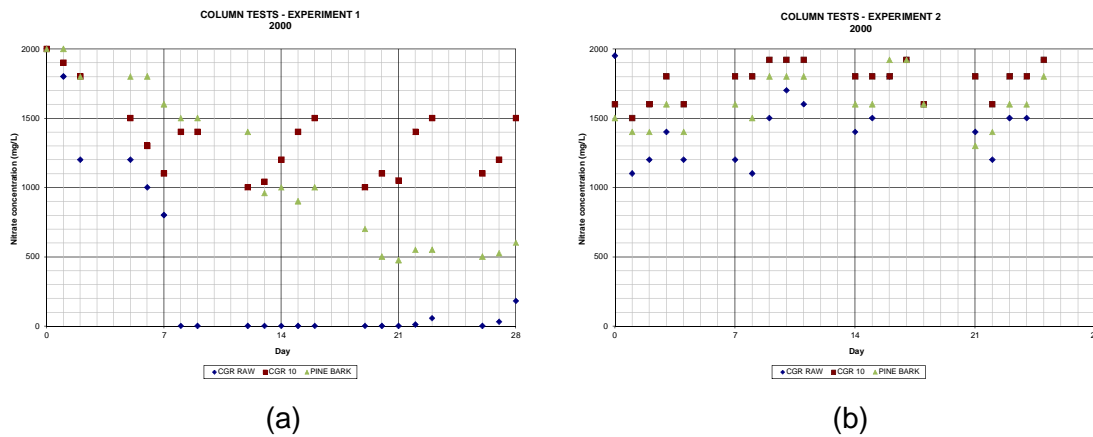 COLUMN TESTS - EXPERIMENT 1
2000
Nitrate concentration (mg/L)
2000
1500
1000
500
0
0 7 14 21 28
Day
CGR RAW CGR 10 PINE BARK
(a)
COLUMN TESTS - EXPERIMENT 2
2000
Nitrate concentration (mg/L)
2000
1500
1000
500
0
0 7 14 21
Day
CGR RAW CGR 10 PINE BARK
(b)